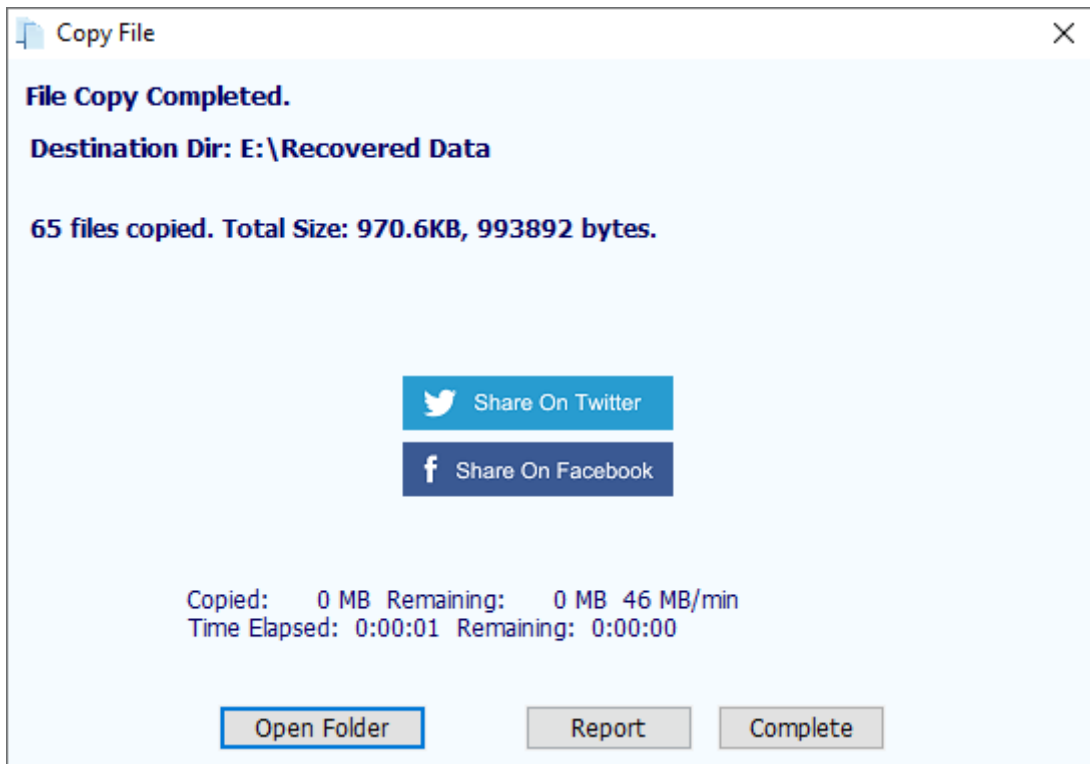 Copy File
File Copy Completed.
Destination Dir: E:\Recovered Data
65 files copied. Total Size: 970.6KB, 993892 bytes.
Share On Twitter
f Share On Facebook
Copied: 0 MB Remaining: 0 MB 46 MB/min
Time Elapsed: 0:00:01 Remaining: 0:00:00
Open Folder Report Complete